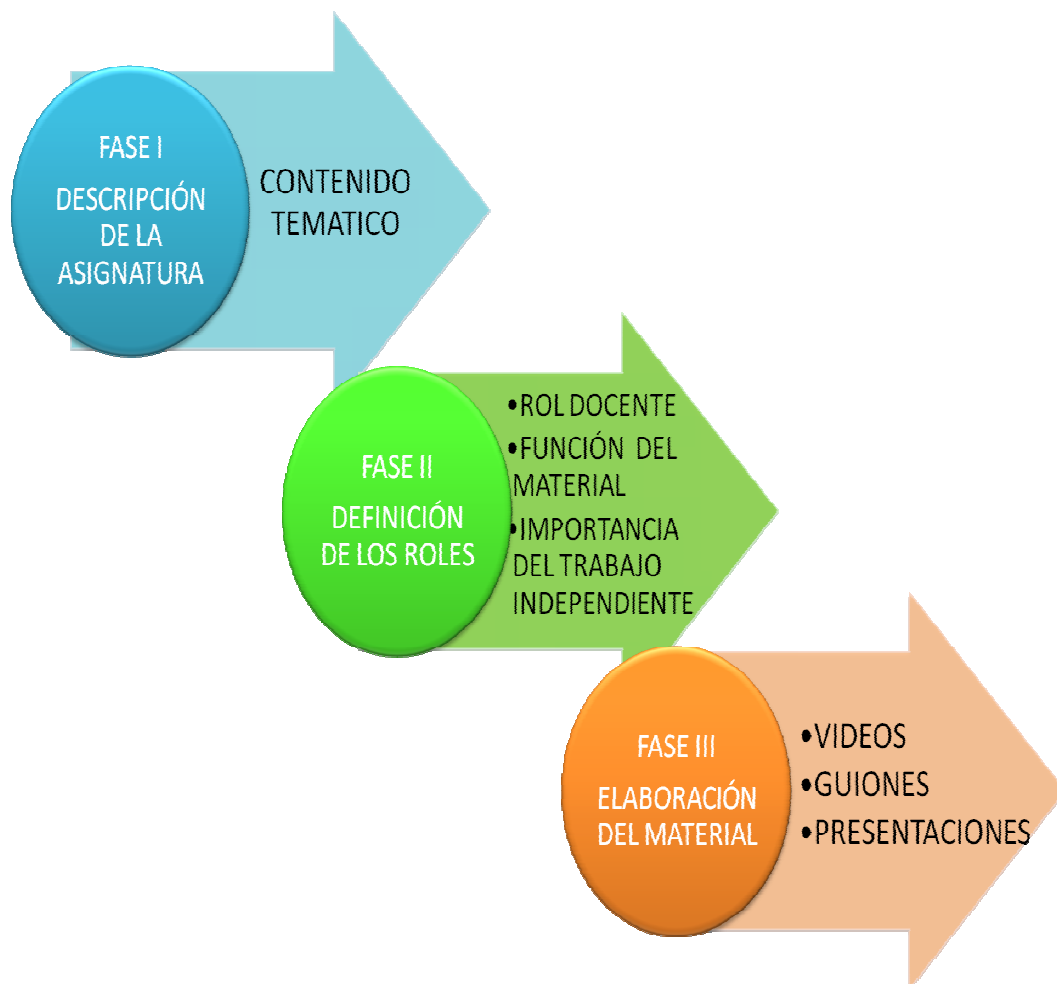 FASE I
DESCRIPCIÓN
DE LA
ASIGNATURA
CONTENIDO
TEMATICO
FASE II
DEFINICIÓN
DE LOS ROLES
•ROL DOCENTE
•FUNCIÓN DEL
MATERIAL
•IMPORTANCIA
DEL TRABAJO
INDEPENDIENTE
FASE III
ELABORACIÓN
DEL MATERIAL
•VIDEOS
•GUIONES
•PRESENTACIONES